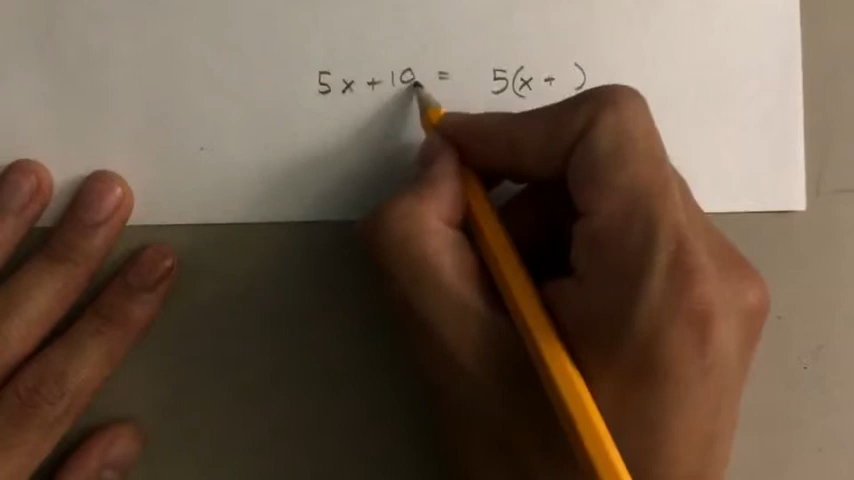 5x + 10 = 5(x + )